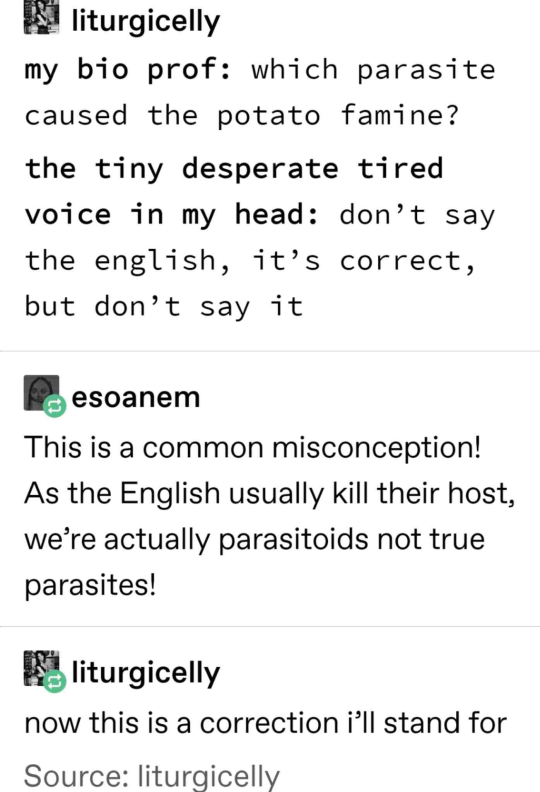 liturgicelly
my bio prof: which parasite
caused the potato famine?
the tiny desperate tired
voice in my head: don’t say
the english, it’s correct,
but don’t say it
esoanem
This is a common misconception!
As the English usually kill their host,
we’re actually parasitoids not true
parasites!
liturgicelly
now this is a correction i’ll stand for
Source: liturgicelly